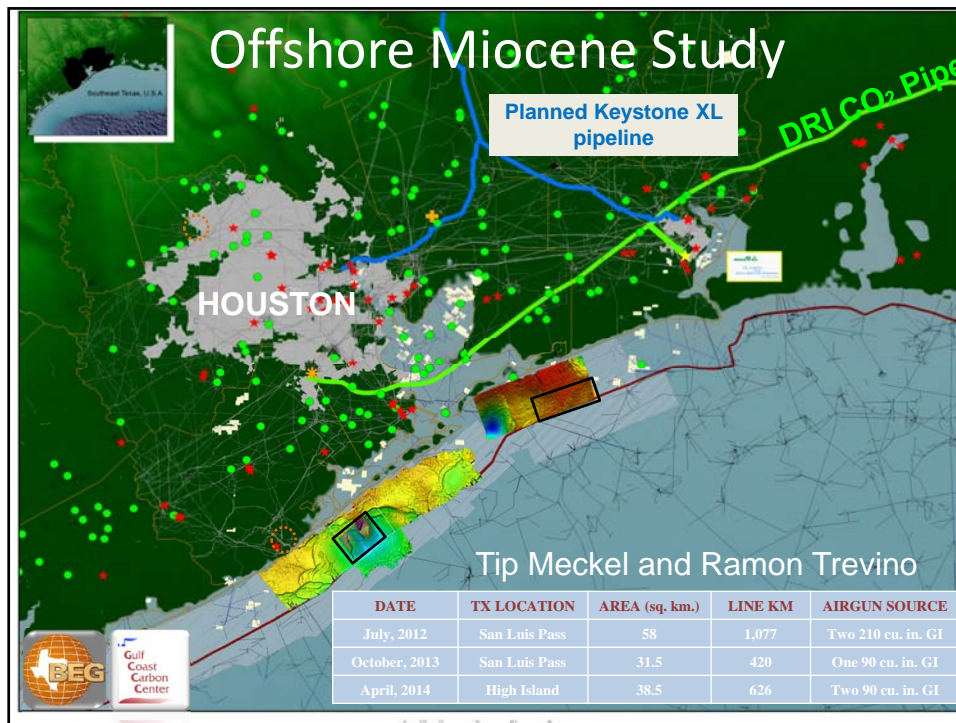 Offshore Miocene Study
Southeast Texas, U.S.A.
Planned Keystone XL
pipeline
DRI CO₂ Pipe
HOUSTON
Tip Meckel and Ramon Trevino
DATE TX LOCATION AREA (sq. km.) LINE KM AIRGUN SOURCE
July, 2012 San Luis Pass 58 1,077 Two 210 cu. in. GI
October, 2013 San Luis Pass 31.5 420 One 90 cu. in. GI
April, 2014 High Island 38.5 626 Two 90 cu. in. GI
BEG
Gulf
Coast
Carbon
Center